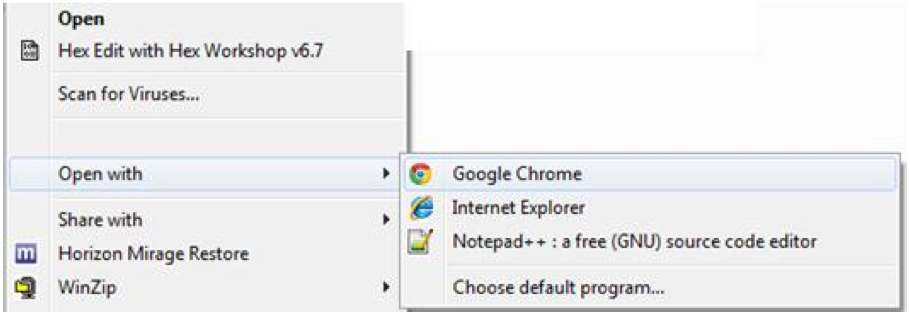 Open
Hex Edit with Hex Workshop v6.7
Scan for Viruses...
Open with
Share with
Horizon Mirage Restore
WinZip
Google Chrome
Internet Explorer
Notepad++ : a free (GNU) source code editor
Choose default program...